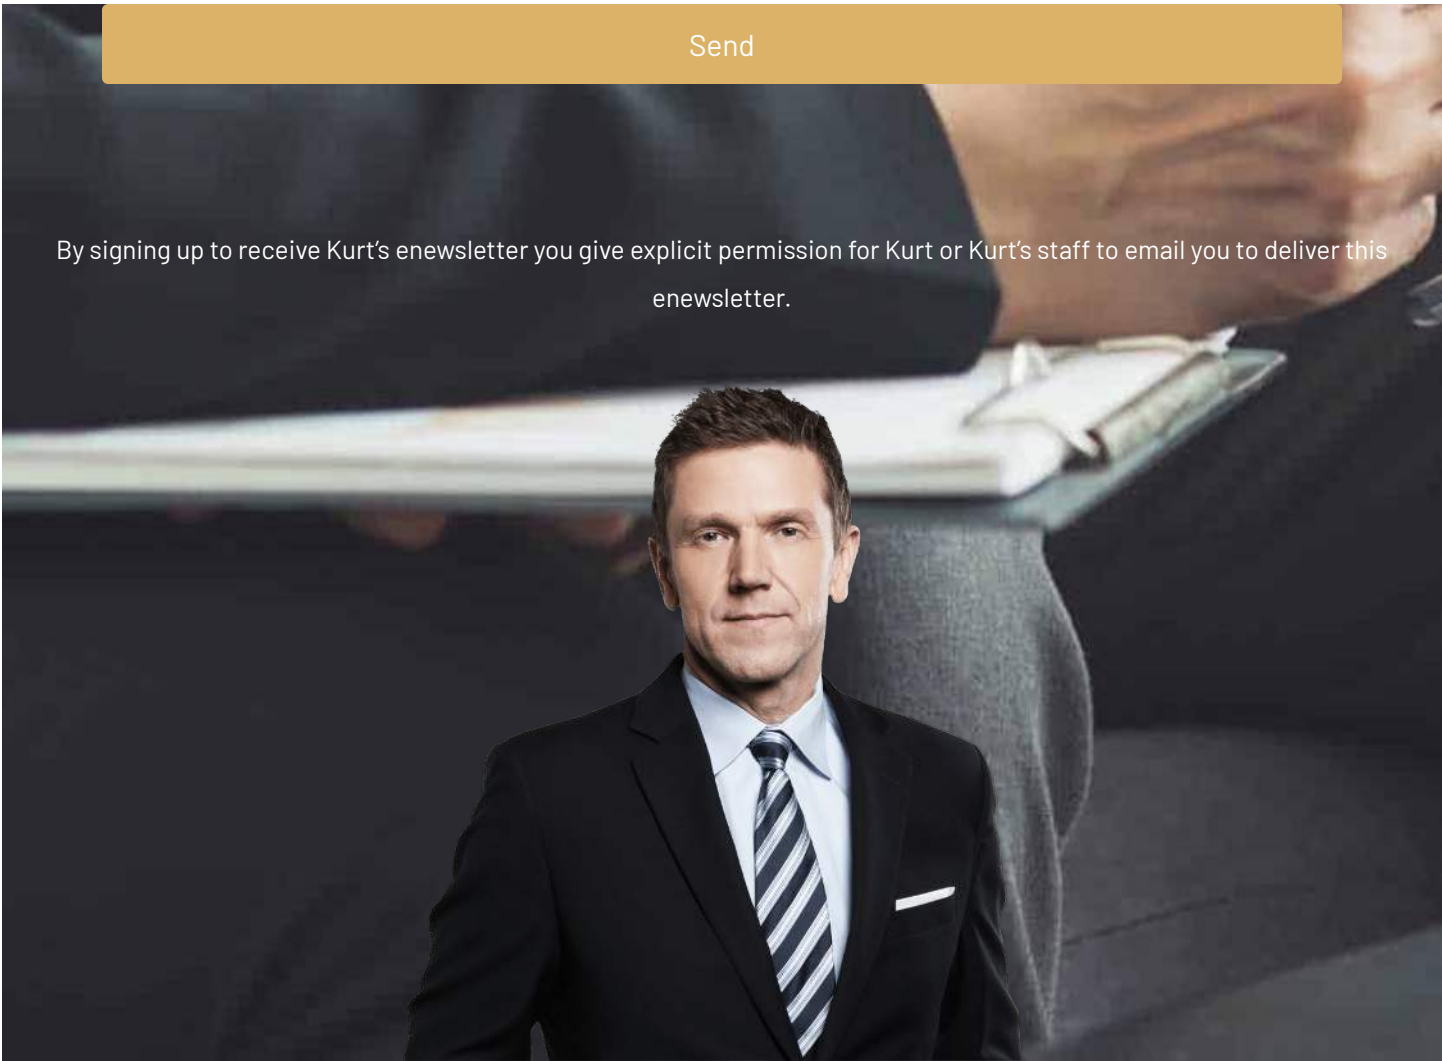 Send
By signing up to receive Kurt’s enewsletter you give explicit permission for Kurt or Kurt’s staff to email you to deliver this
enewsletter.